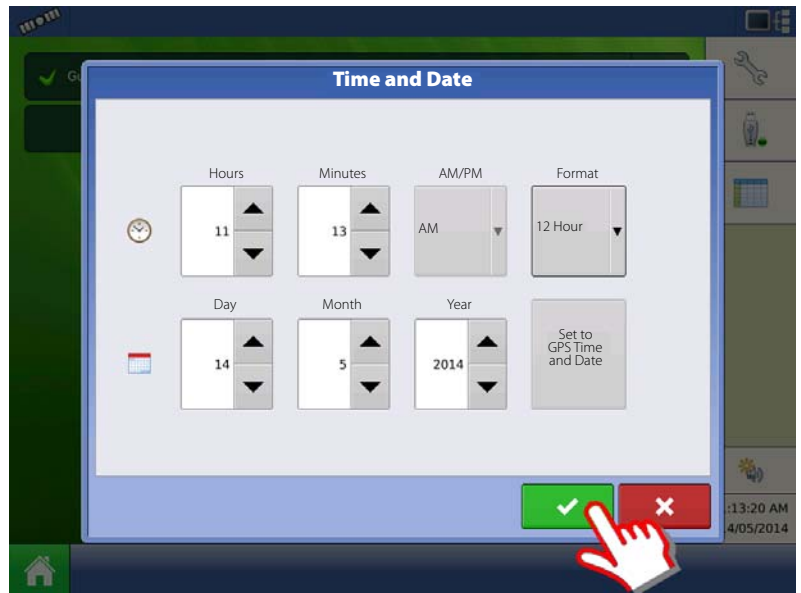 Gu
Time and Date
Hours
Minutes
AM/PM
Format
11
13
AM
12 Hour
Day
Month
Year
14
5
2014
Set to
GPS Time
and Date
:13:20 AM
4/05/2014